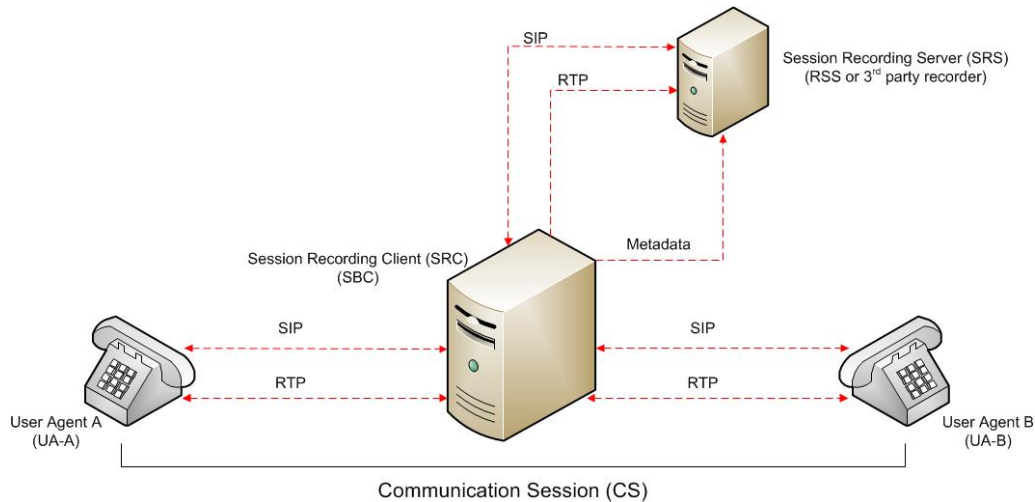 SIP
Session Recording Server (SRS)
(RSS or 3rd party recorder)
RTP
Metadata
Session Recording Client (SRC)
(SBC)
SIP
SIP
RTP
RTP
User Agent A
(UA-A)
User Agent B
(UA-B)
Communication Session (CS)